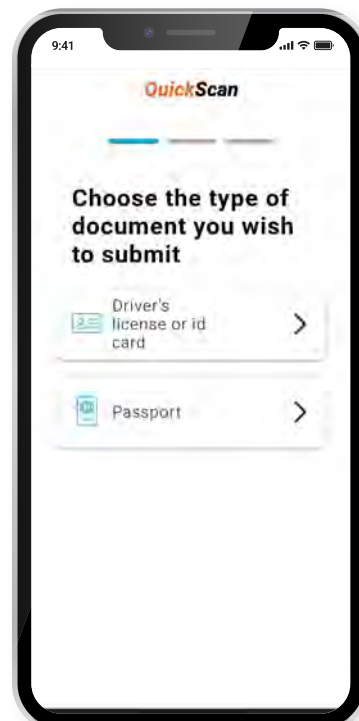 9:41
QuickScan
Choose the type of
document you wish
to submit
Driver's
license or id
card
Passport